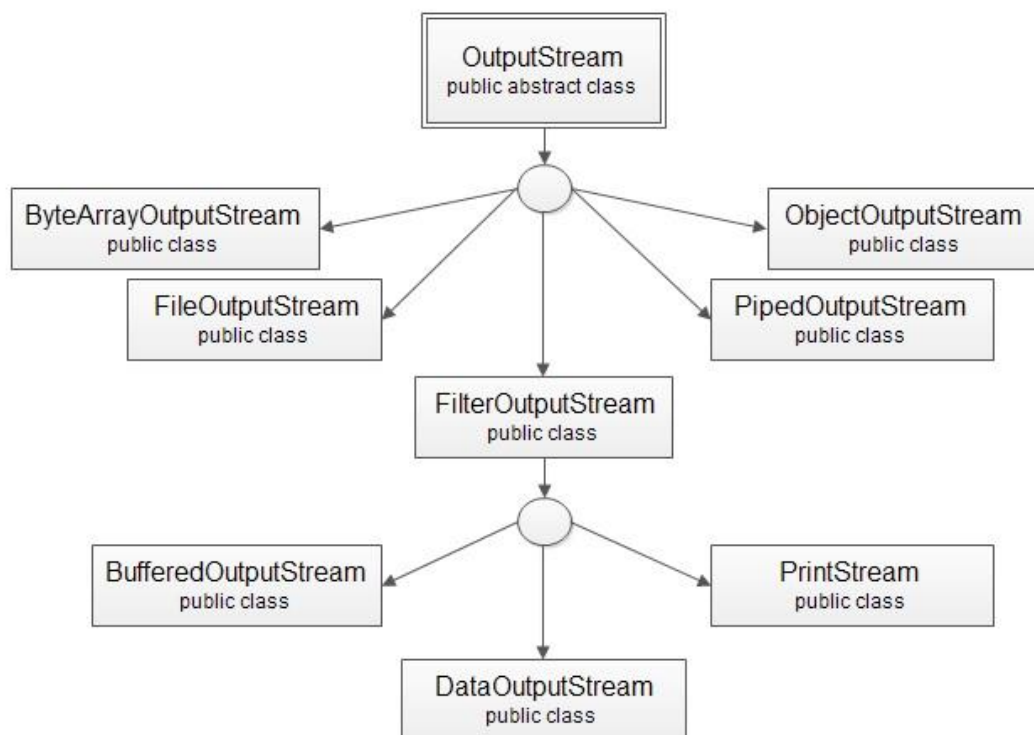 OutputStream
public abstract class
ByteArrayOutputStream
public class
ObjectOutputStream
public class
FileOutputStream
public class
PipedOutputStream
public class
FilterOutputStream
public class
BufferedOutputStream
public class
PrintStream
public class
DataOutputStream
public class